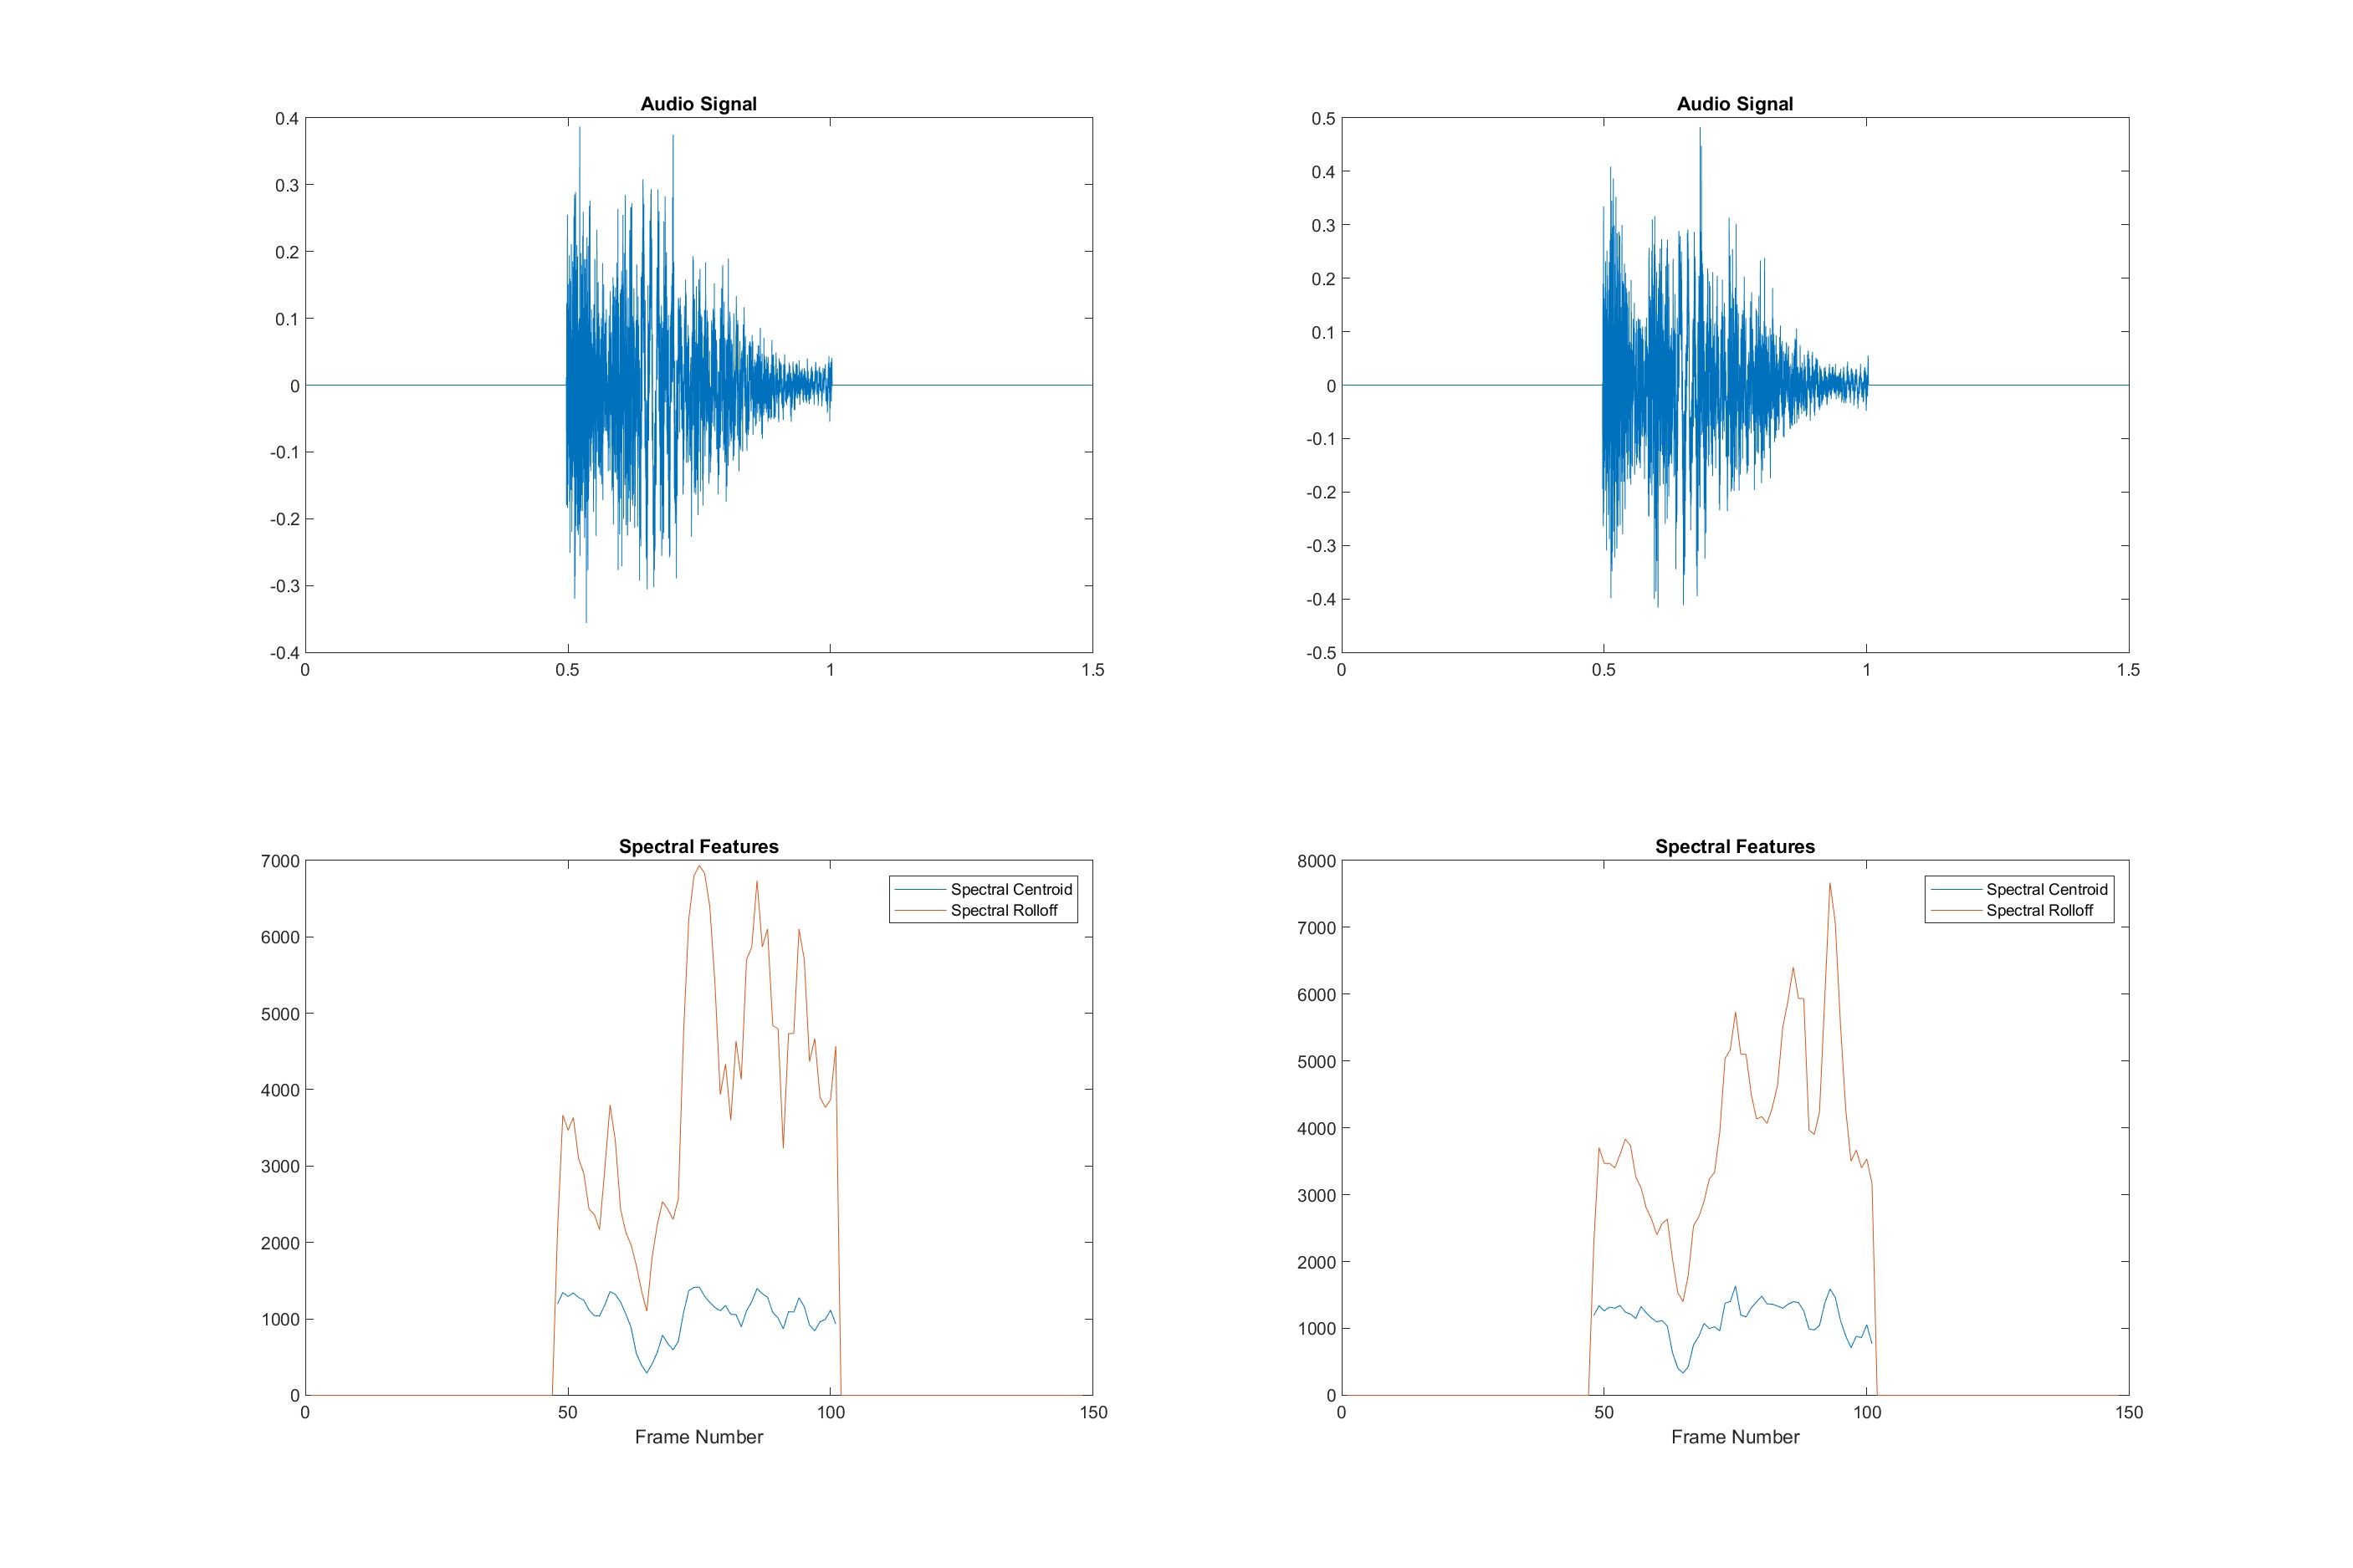 Audio Signal
0.4
0.3
0.2
0.1
0
-0.1
-0.2
-0.3
-0.4
0 0.5 1 1.5
Audio Signal
0.5
0.4
0.3
0.2
0.1
0
-0.1
-0.2
-0.3
-0.4
-0.5
0 0.5 1 1.5
Spectral Features
7000
6000
5000
4000
3000
2000
1000
0
Spectral Centroid
Spectral Rolloff
0 50 100 150
Frame Number
Spectral Features
8000
7000
6000
5000
4000
3000
2000
1000
0
Spectral Centroid
Spectral Rolloff
0 50 100 150
Frame Number